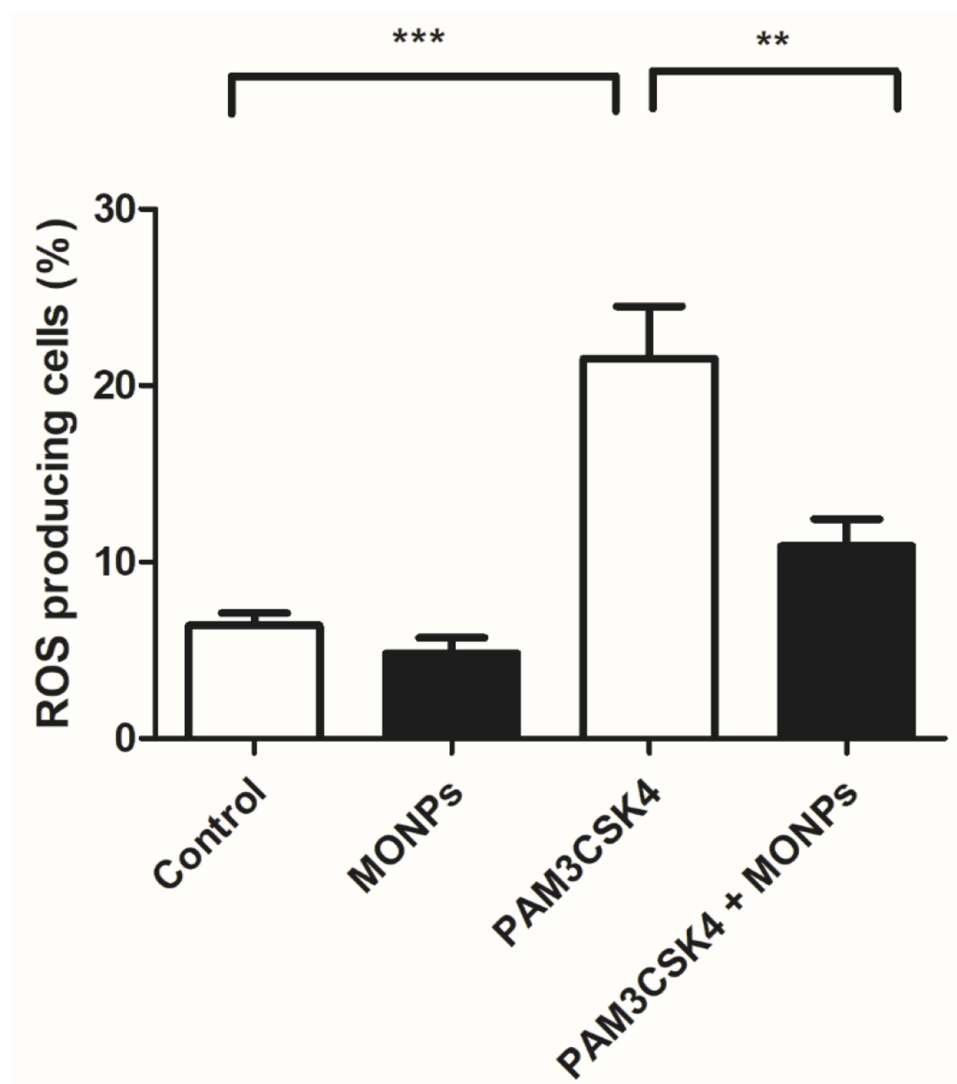 ***
**
ROS producing cells (%)
30
20
10
0
Control
MONPs
PAM3CSK4
PAM3CSK4 + MONPs